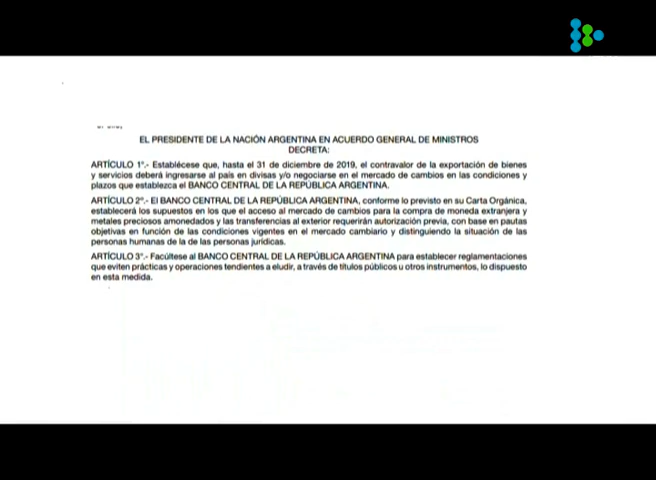 EL PRESIDENTE DE LA NACIÓN ARGENTINA EN ACUERDO GENERAL DE MINISTROS
DECRETA:
ARTÍCULO 1°.- Establécese que, hasta el 31 de diciembre de 2019, el contravalor de la exportación de bienes
y servicios deberá ingresarse al país en divisas y/o negociarse en el mercado de cambios en las condiciones y
plazos que establezca el BANCO CENTRAL DE LA REPÚBLICA ARGENTINA.
ARTÍCULO 2°.- El BANCO CENTRAL DE LA REPÚBLICA ARGENTINA, conforme lo previsto en su Carta Orgánica,
establecerá los supuestos en los que el acceso al mercado de cambios para la compra de moneda extranjera y
metales preciosos amonedados y las transferencias al exterior requerirán autorización previa, con base en pautas
objetivas en función de las condiciones vigentes en el mercado cambiario y distinguiendo la situación de las
personas humanas de la de las personas jurídicas.
ARTÍCULO 3°.- Facúltese al BANCO CENTRAL DE LA REPÚBLICA ARGENTINA para establecer reglamentaciones
que eviten prácticas y operaciones tendientes a eludir, a través de títulos públicos u otros instrumentos, lo dispuesto
en esta medida.